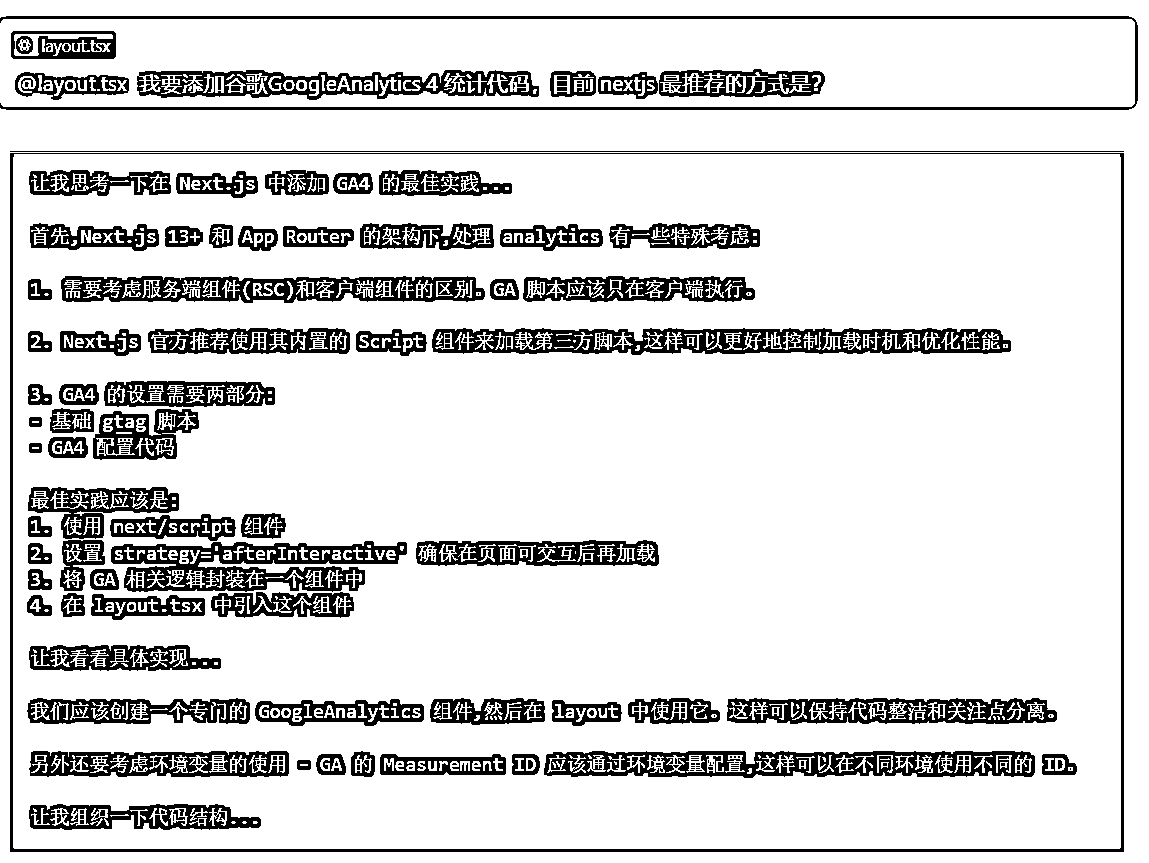 layout.tsx
@layout.tsx 我要添加谷歌GoogleAnalytics 4 统计代码，目前 nextjs 最推荐的方式是？
让我思考一下在 Next.js 中添加 GA4 的最佳实践...
首先,Next.js 13+ 和 App Router 的架构下,处理 analytics 有一些特殊考虑:
1. 需要考虑服务端组件(RSC)和客户端组件的区别。GA 脚本应该只在客户端执行。
2. Next.js 官方推荐使用其内置的 Script 组件来加载第三方脚本,这样可以更好地控制加载时机和优化性能。
3. GA4 的设置需要两部分:
- 基础 gtag 脚本
- GA4 配置代码
最佳实践应该是:
1. 使用 next/script 组件
2. 设置 strategy='afterInteractive' 确保在页面可交互后再加载
3. 将 GA 相关逻辑封装在一个组件中
4. 在 layout.tsx 中引入这个组件
让我看看具体实现...
我们应该创建一个专门的 GoogleAnalytics 组件,然后在 layout 中使用它。这样可以保持代码整洁和关注点分离。
另外还要考虑环境变量的使用 - GA 的 Measurement ID 应该通过环境变量配置,这样可以在不同环境使用不同的 ID。
让我组织一下代码结构...